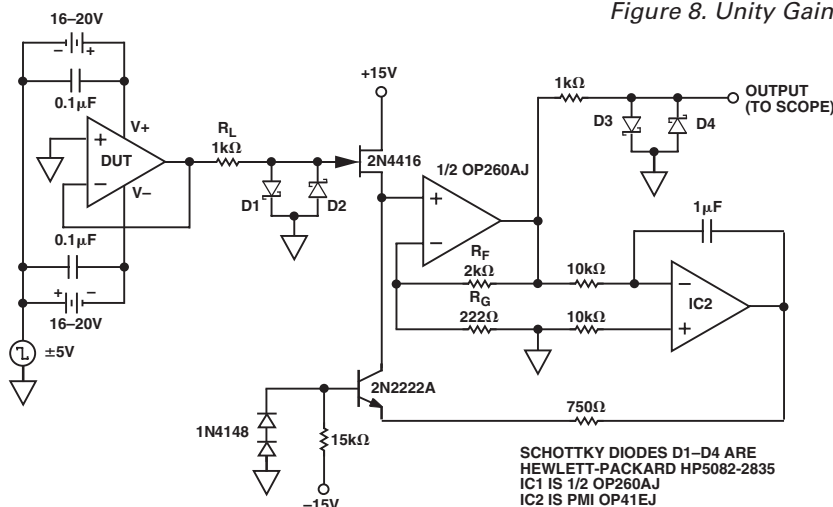 Figure 8. Unity Gain
16–20V
– +
+15V
0.1µF
V+
RL
1kΩ
1kΩ
OUTPUT
(TO SCOPE)
D3
D4
+
DUT
–
V–
2N4416
1/2 OP260AJ
D1
D2
+
–
1µF
0.1µF
RF
2kΩ
10kΩ
–
IC2
+
+ –
16–20V
RG
222Ω
10kΩ
±5V
2N2222A
750Ω
1N4148
15kΩ
–15V
SCHOTTKY DIODES D1–D4 ARE
HEWLETT-PACKARD HP5082-2835
IC1 IS 1/2 OP260AJ
IC2 IS PMI OP41EJ